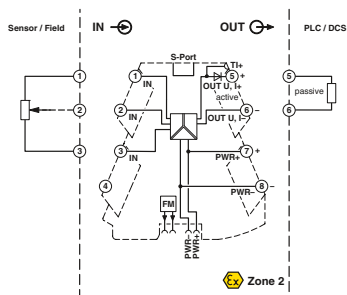 Sensor / Field IN OUT PLC / DCS
S-Port
TI+
1 1 5 + 5
IN OUT U, I+
active passive
2 2 6 – 6
IN OUT U, I–
3 3 7 +
IN PWR+
4 8 –
PWR–
FM
PWR–
PWR+
Ex Zone 2